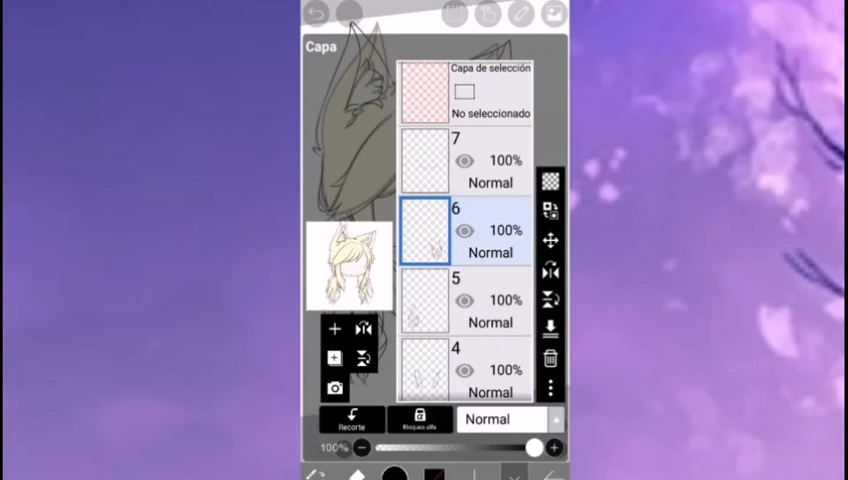 Capa
Capa de selección
No seleccionado
7
100%
Normal
6
100%
Normal
5
100%
Normal
4
100%
Normal
Recorte
Bloqueo alfa
Normal
100%